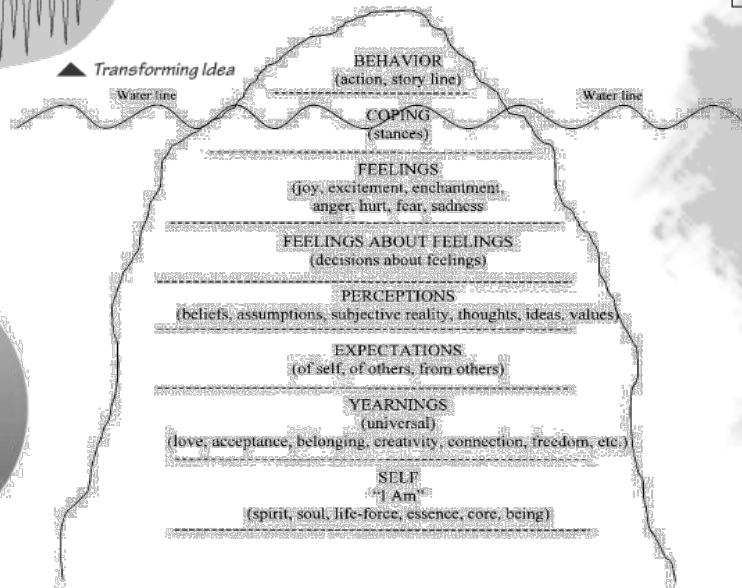 BEHAVIOR
(action, story line)
Transforming Idea
Water line
Water line
COPING
(stances)
FEELINGS
(joy, excitement, enchantment,
anger, hurt, fear, sadness
FEELINGS ABOUT FEELINGS
(decisions about feelings)
PERCEPTIONS
(beliefs, assumptions, subjective reality, thoughts, ideas, values)
EXPECTATIONS
(of self, of others, from others)
YEARNINGS
(universal)
(love, acceptance, belonging, creativity, connection, freedom, etc.)
SELF
"I Am"
(spirit, soul, life-force, essence, core, being)